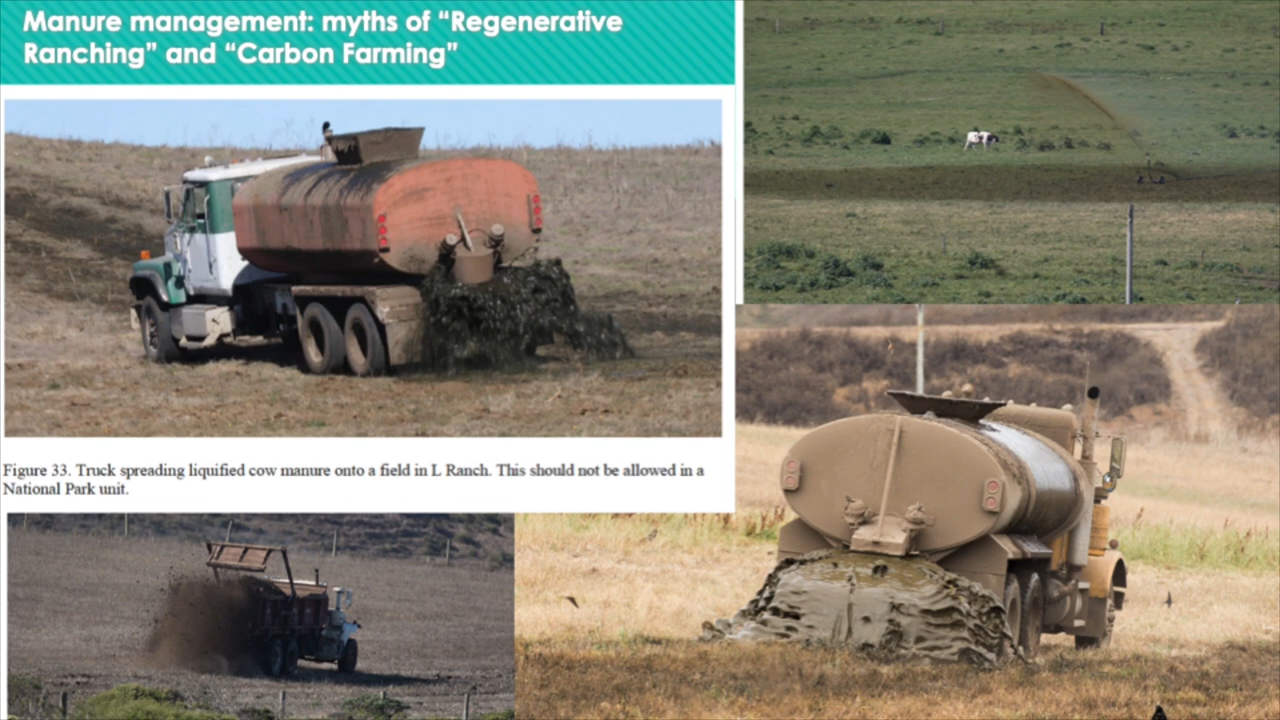 Manure management: myths of “Regenerative
Ranching” and “Carbon Farming”
Figure 33. Truck spreading liquified cow manure onto a field in L Ranch. This should not be allowed in a
National Park unit.